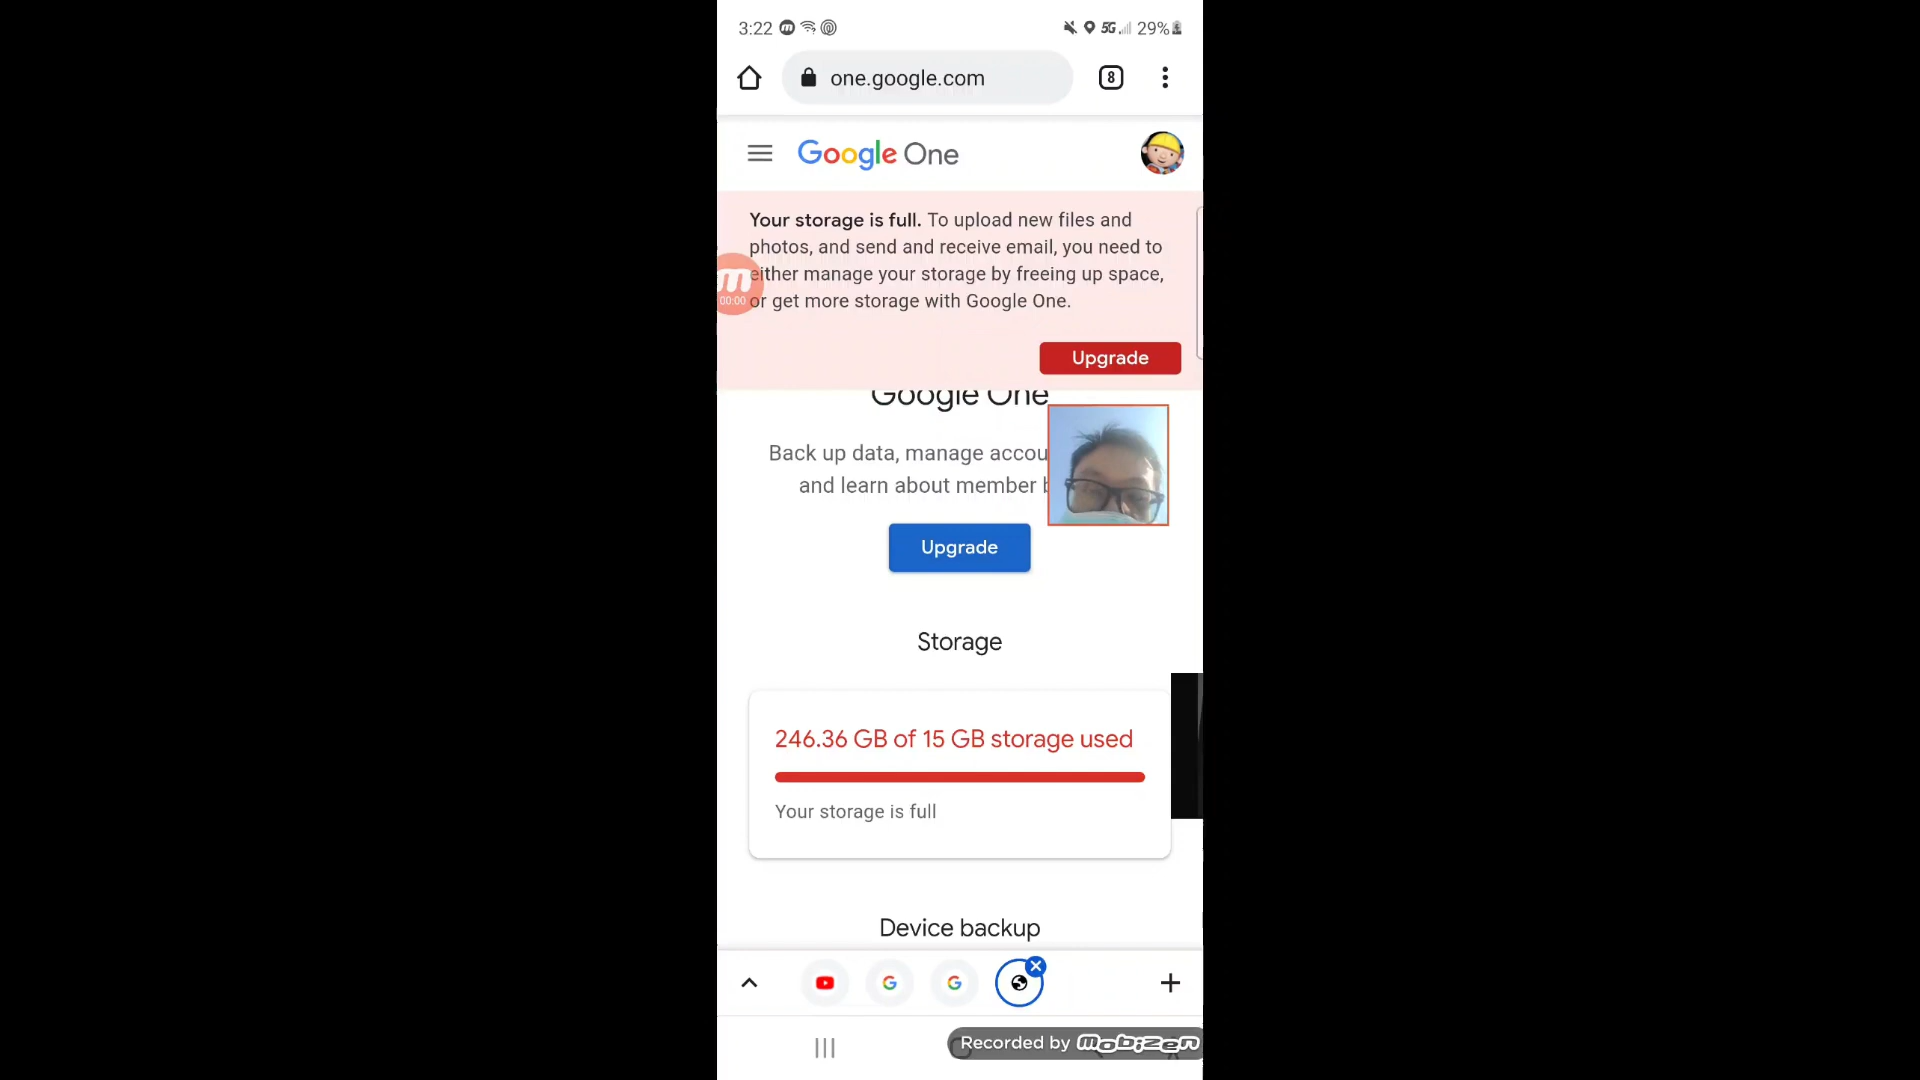 3:22
5G 29%
one.google.com
8
Google One
Your storage is full. To upload new files and
photos, and send and receive email, you need to
either manage your storage by freeing up space,
or get more storage with Google One.
m
00:00
Upgrade
Google One
Back up data, manage accou
and learn about member b
Upgrade
Storage
246.36 GB of 15 GB storage used
Your storage is full
Device backup
Recorded by mobizen